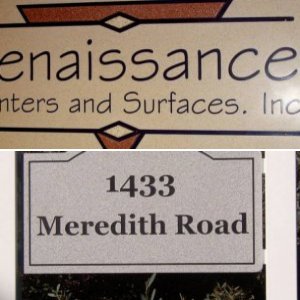 enaissance
nters and Surfaces. Inc
1433
Meredith Road